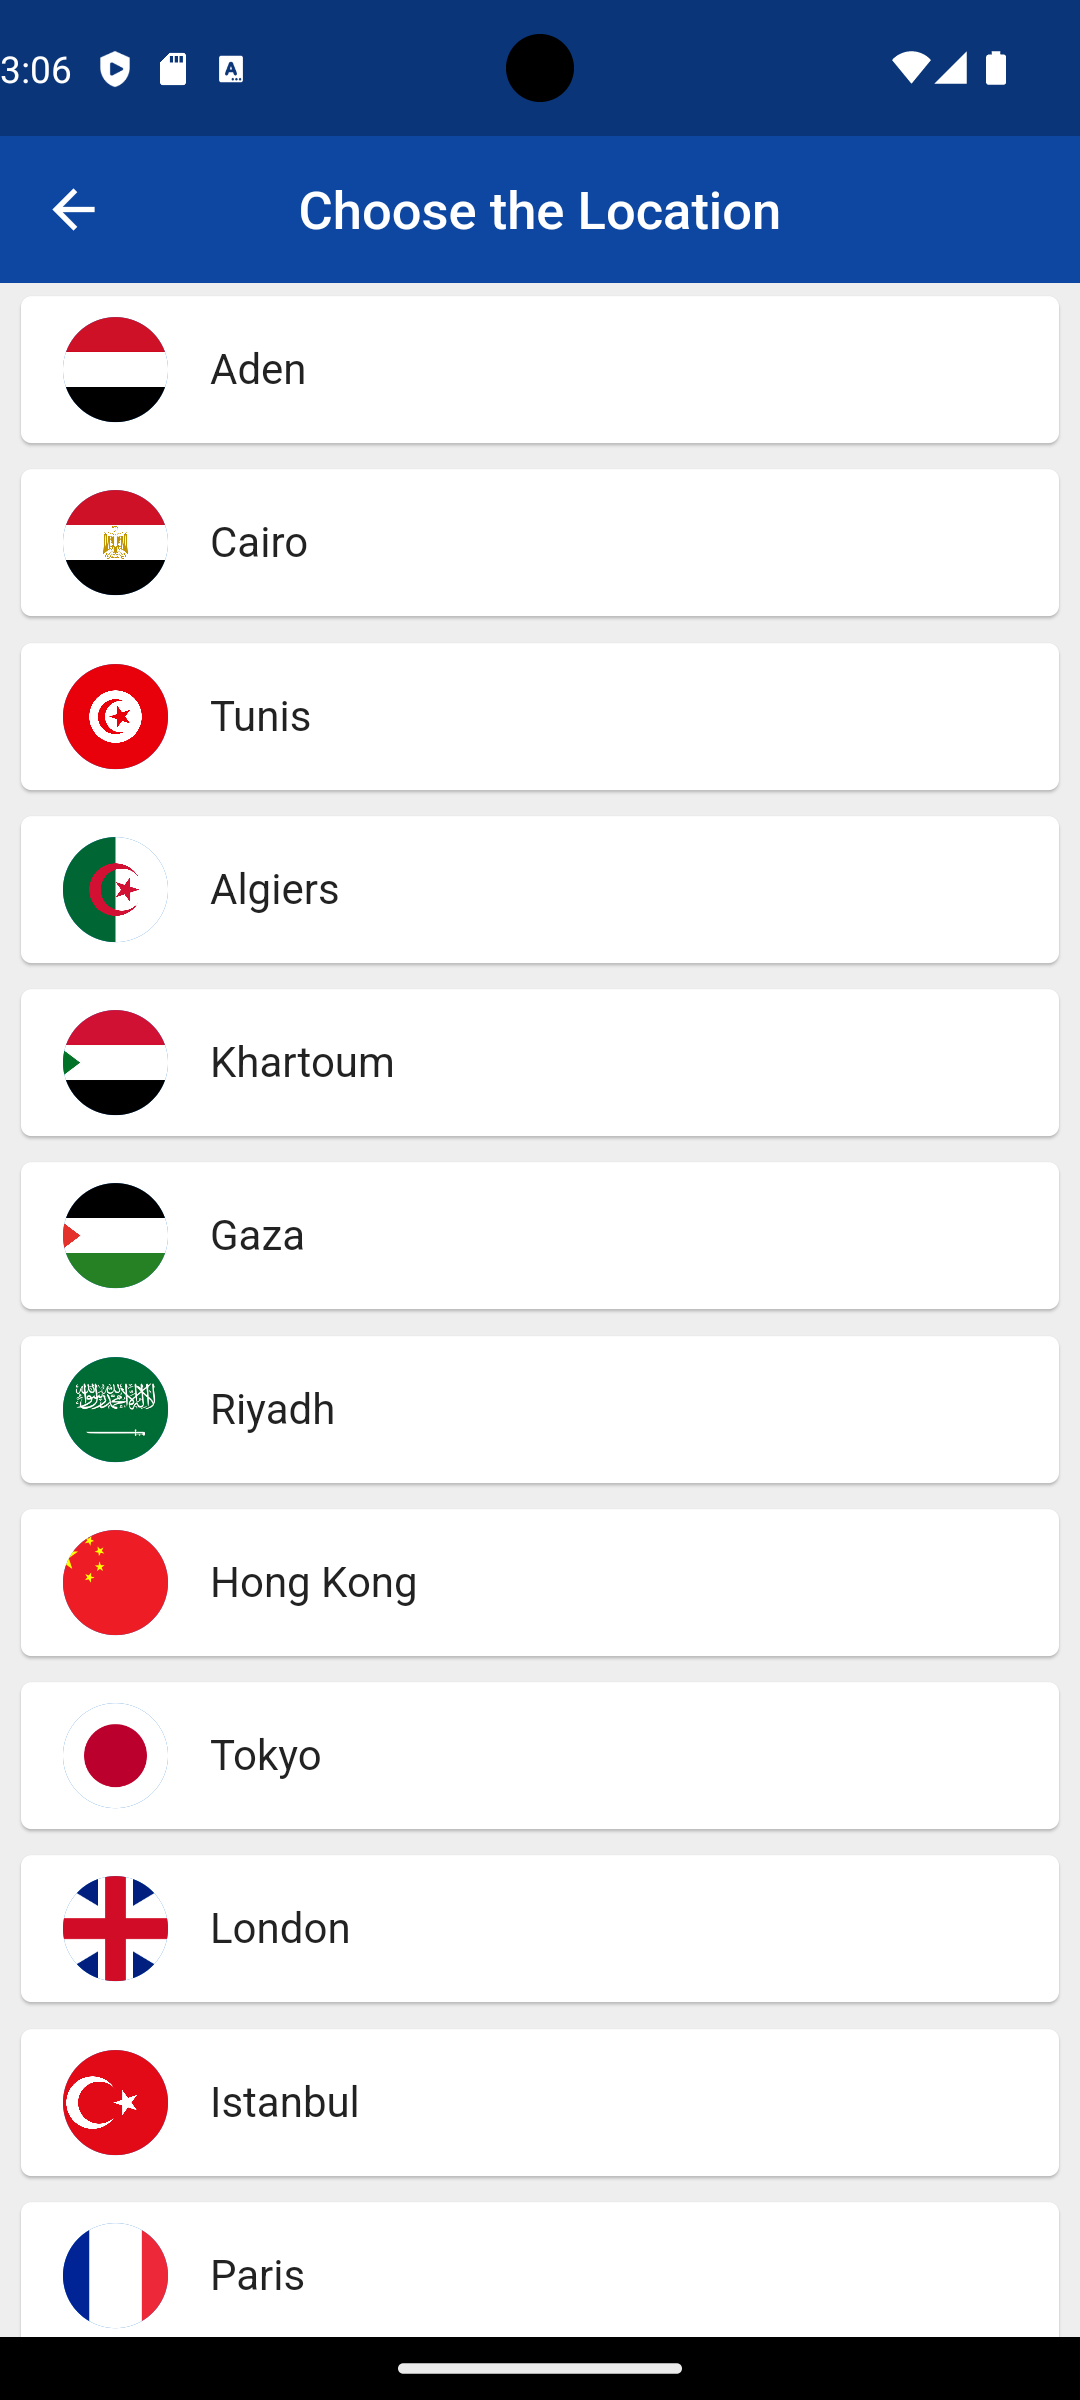 3:06
Choose the Location
Aden
Cairo
Tunis
Algiers
Khartoum
Gaza
Riyadh
Hong Kong
Tokyo
London
Istanbul
Paris